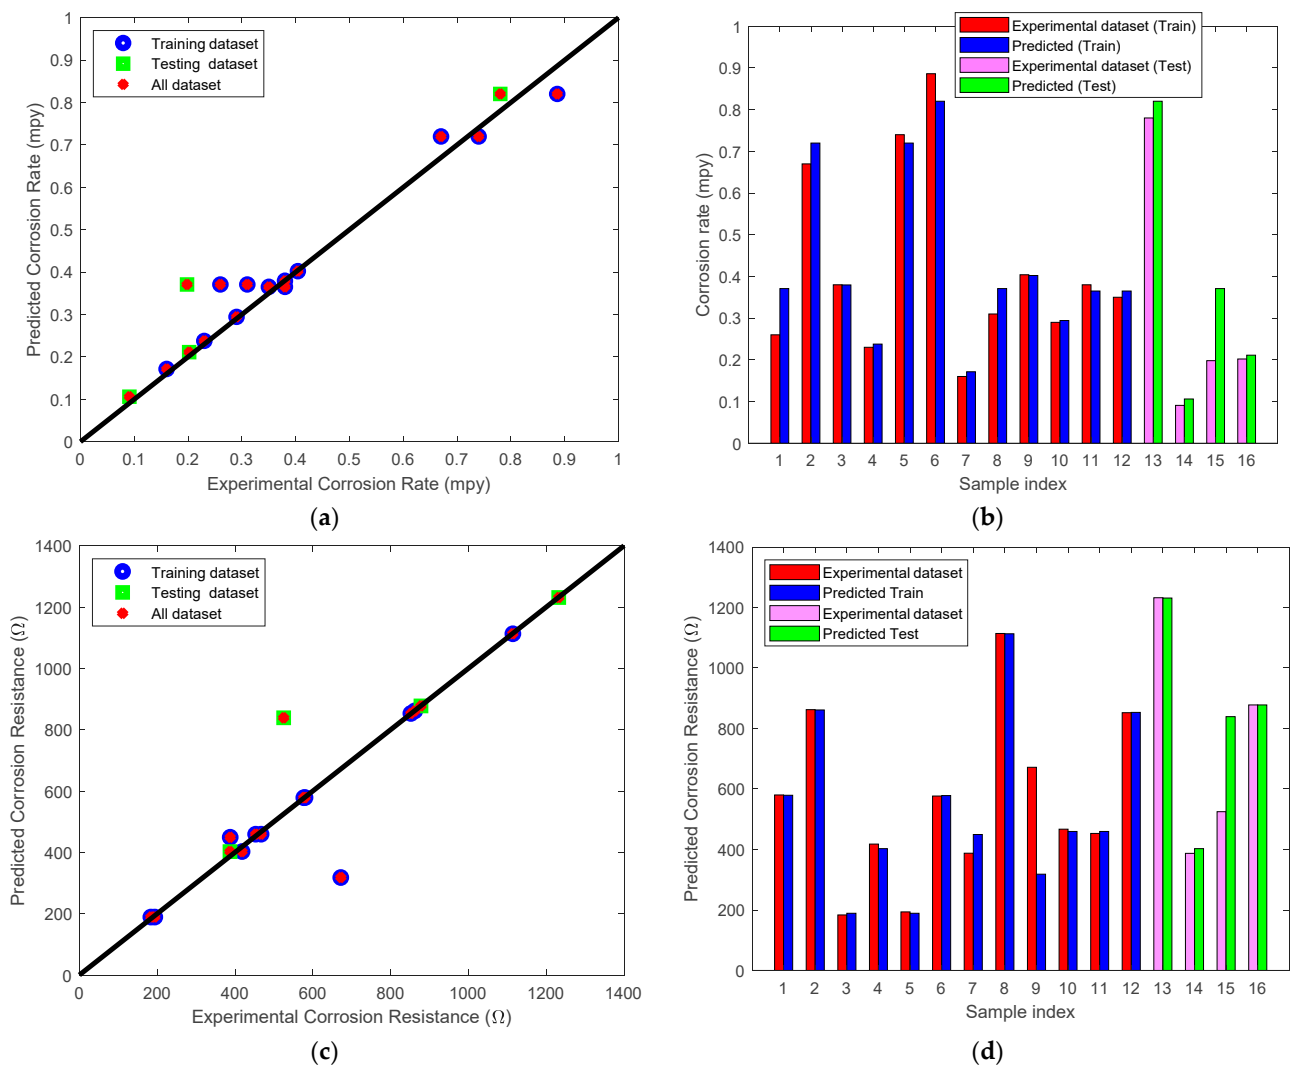 1
0.9
0.8
0.7
0.6
0.5
0.4
0.3
0.2
0.1
0
Predicted Corrosion Rate (mpy)
Training dataset
Testing dataset
All dataset
0 0.1 0.2 0.3 0.4 0.5 0.6 0.7 0.8 0.9 1
Experimental Corrosion Rate (mpy)
(a)
1
0.9
0.8
0.7
0.6
0.5
0.4
0.3
0.2
0.1
0
Corrosion rate (mpy)
Experimental dataset (Train)
Predicted (Train)
Experimental dataset (Test)
Predicted (Test)
1 2 3 4 5 6 7 8 9 10 11 12 13 14 15 16
Sample index
(b)
1400
1200
1000
800
600
400
200
0
Predicted Corrosion Resistance (Ω)
Training dataset
Testing dataset
All dataset
0 200 400 600 800 1000 1200 1400
Experimental Corrosion Resistance (Ω)
(c)
1400
1200
1000
800
600
400
200
0
Predicted Corrosion Resistance (Ω)
Experimental dataset
Predicted Train
Experimental dataset
Predicted Test
1 2 3 4 5 6 7 8 9 10 11 12 13 14 15 16
Sample index
(d)